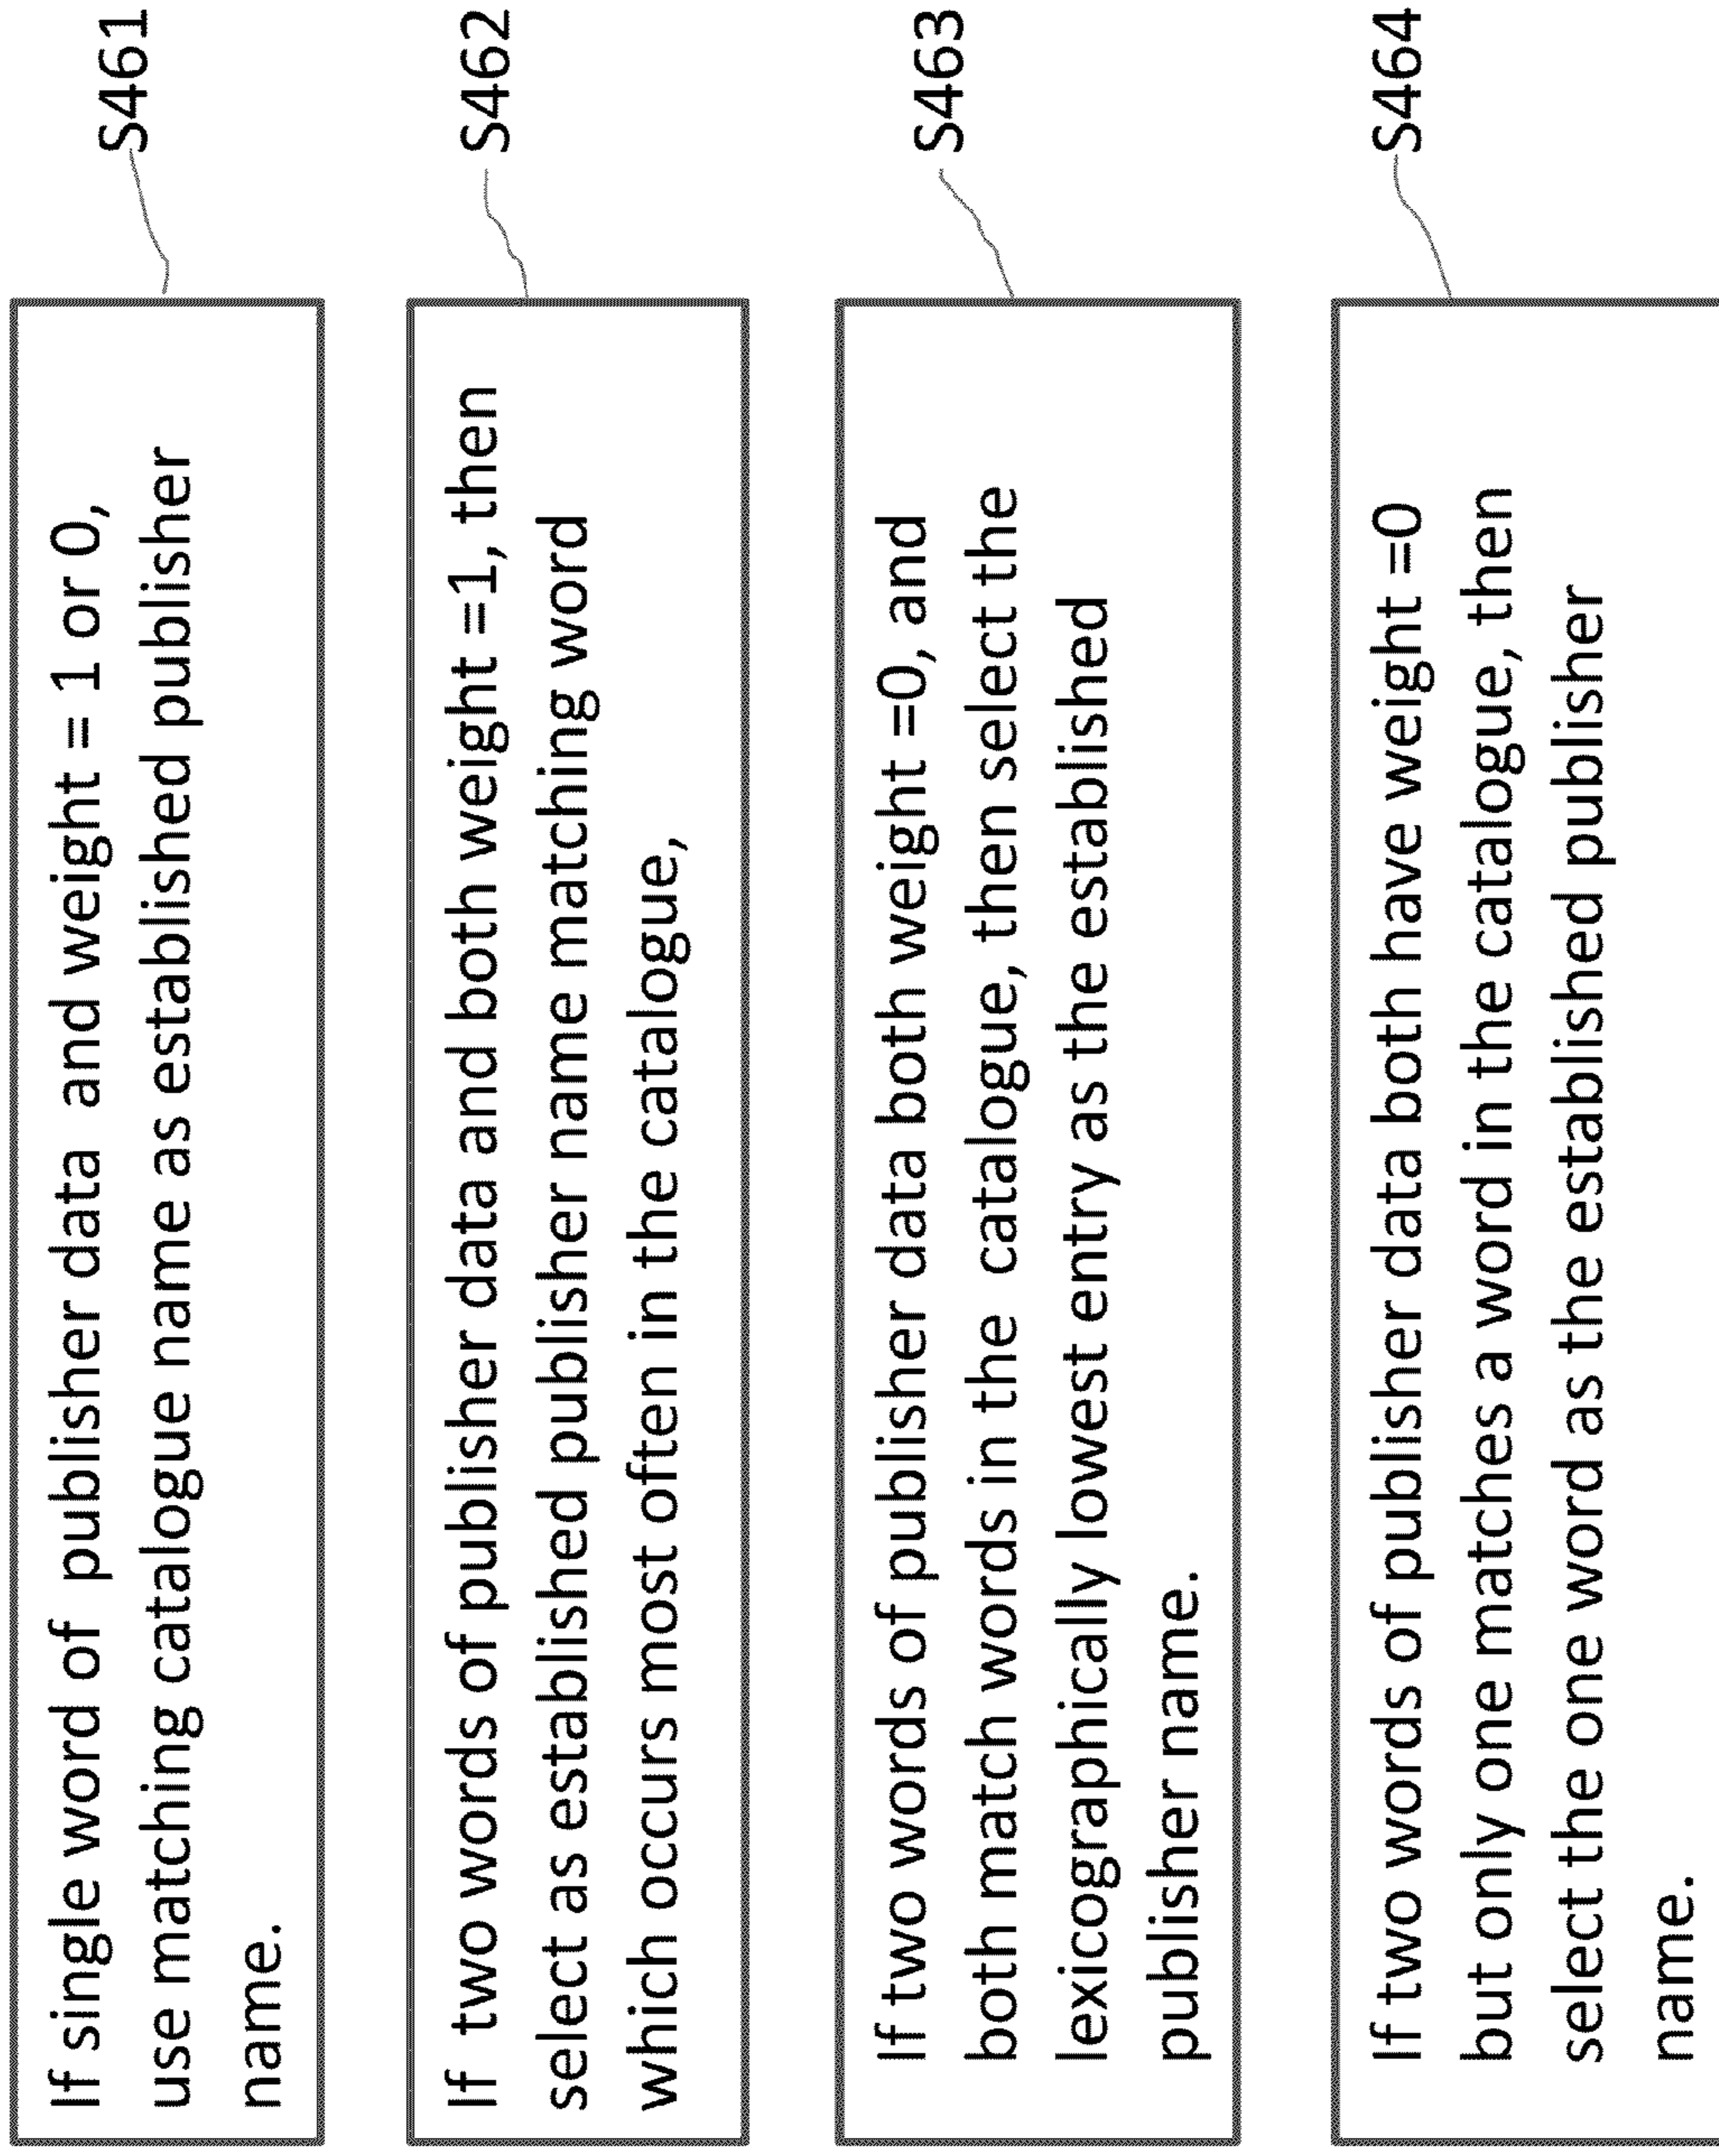 If single word of publisher data and weight = 1 or 0,
use matching catalogue name as established publisher
name.
S461
If two words of publisher data and both weight =1, then
select as established publisher name matching word
which occurs most often in the catalogue,
S462
If two words of publisher data both weight =0, and
both match words in the catalogue, then select the
lexicographically lowest entry as the established
publisher name.
S463
If two words of publisher data both have weight =0
but only one matches a word in the catalogue, then
select the one word as the established publisher
name.
S464